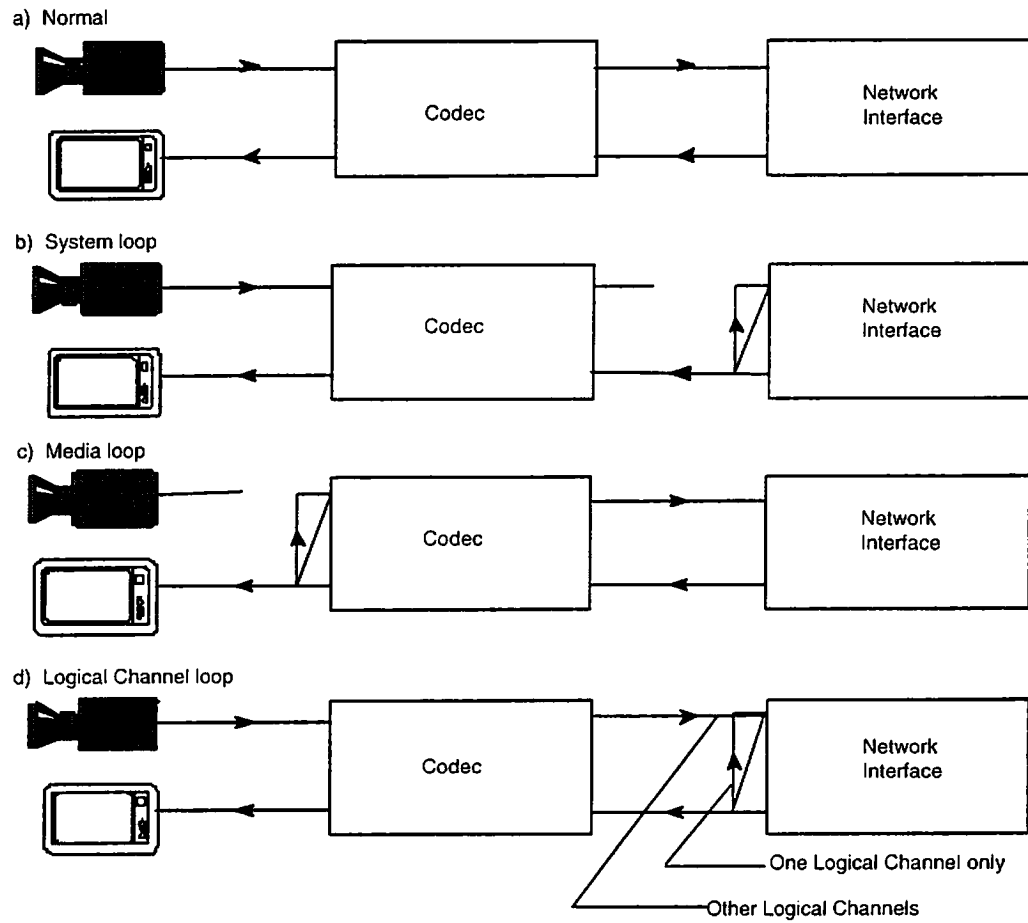 a) Normal
Codec
Network
Interface
b) System loop
Codec
Network
Interface
c) Media loop
Codec
Network
Interface
d) Logical Channel loop
Codec
Network
Interface
One Logical Channel only
Other Logical Channels